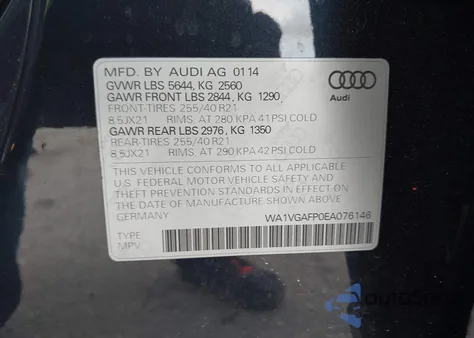 MFD. BY AUDI AG 01 14
GVWR LBS 5644, KG 2560
GAWR FRONT LBS 2844, KG 1290
FRONT-TIRES 255/40 R21
8,5JX21 RIMS, AT 280 KPA 41 PSI COLD
GAWR REAR LBS 2976, KG 1350
REAR-TIRES 255/40 R21
8,5JX21 RIMS, AT 290 KPA 42 PSI COLD
Audi
THIS VEHICLE CONFORMS TO ALL APPLICABLE
U.S. FEDERAL MOTOR VEHICLE SAFETY AND
THEFT PREVENTION STANDARDS IN EFFECT ON THE
DATE OF MANUFACTURE SHOWN ABOVE
GERMANY WA1VGAFP0EA076146
TYPE
MPV